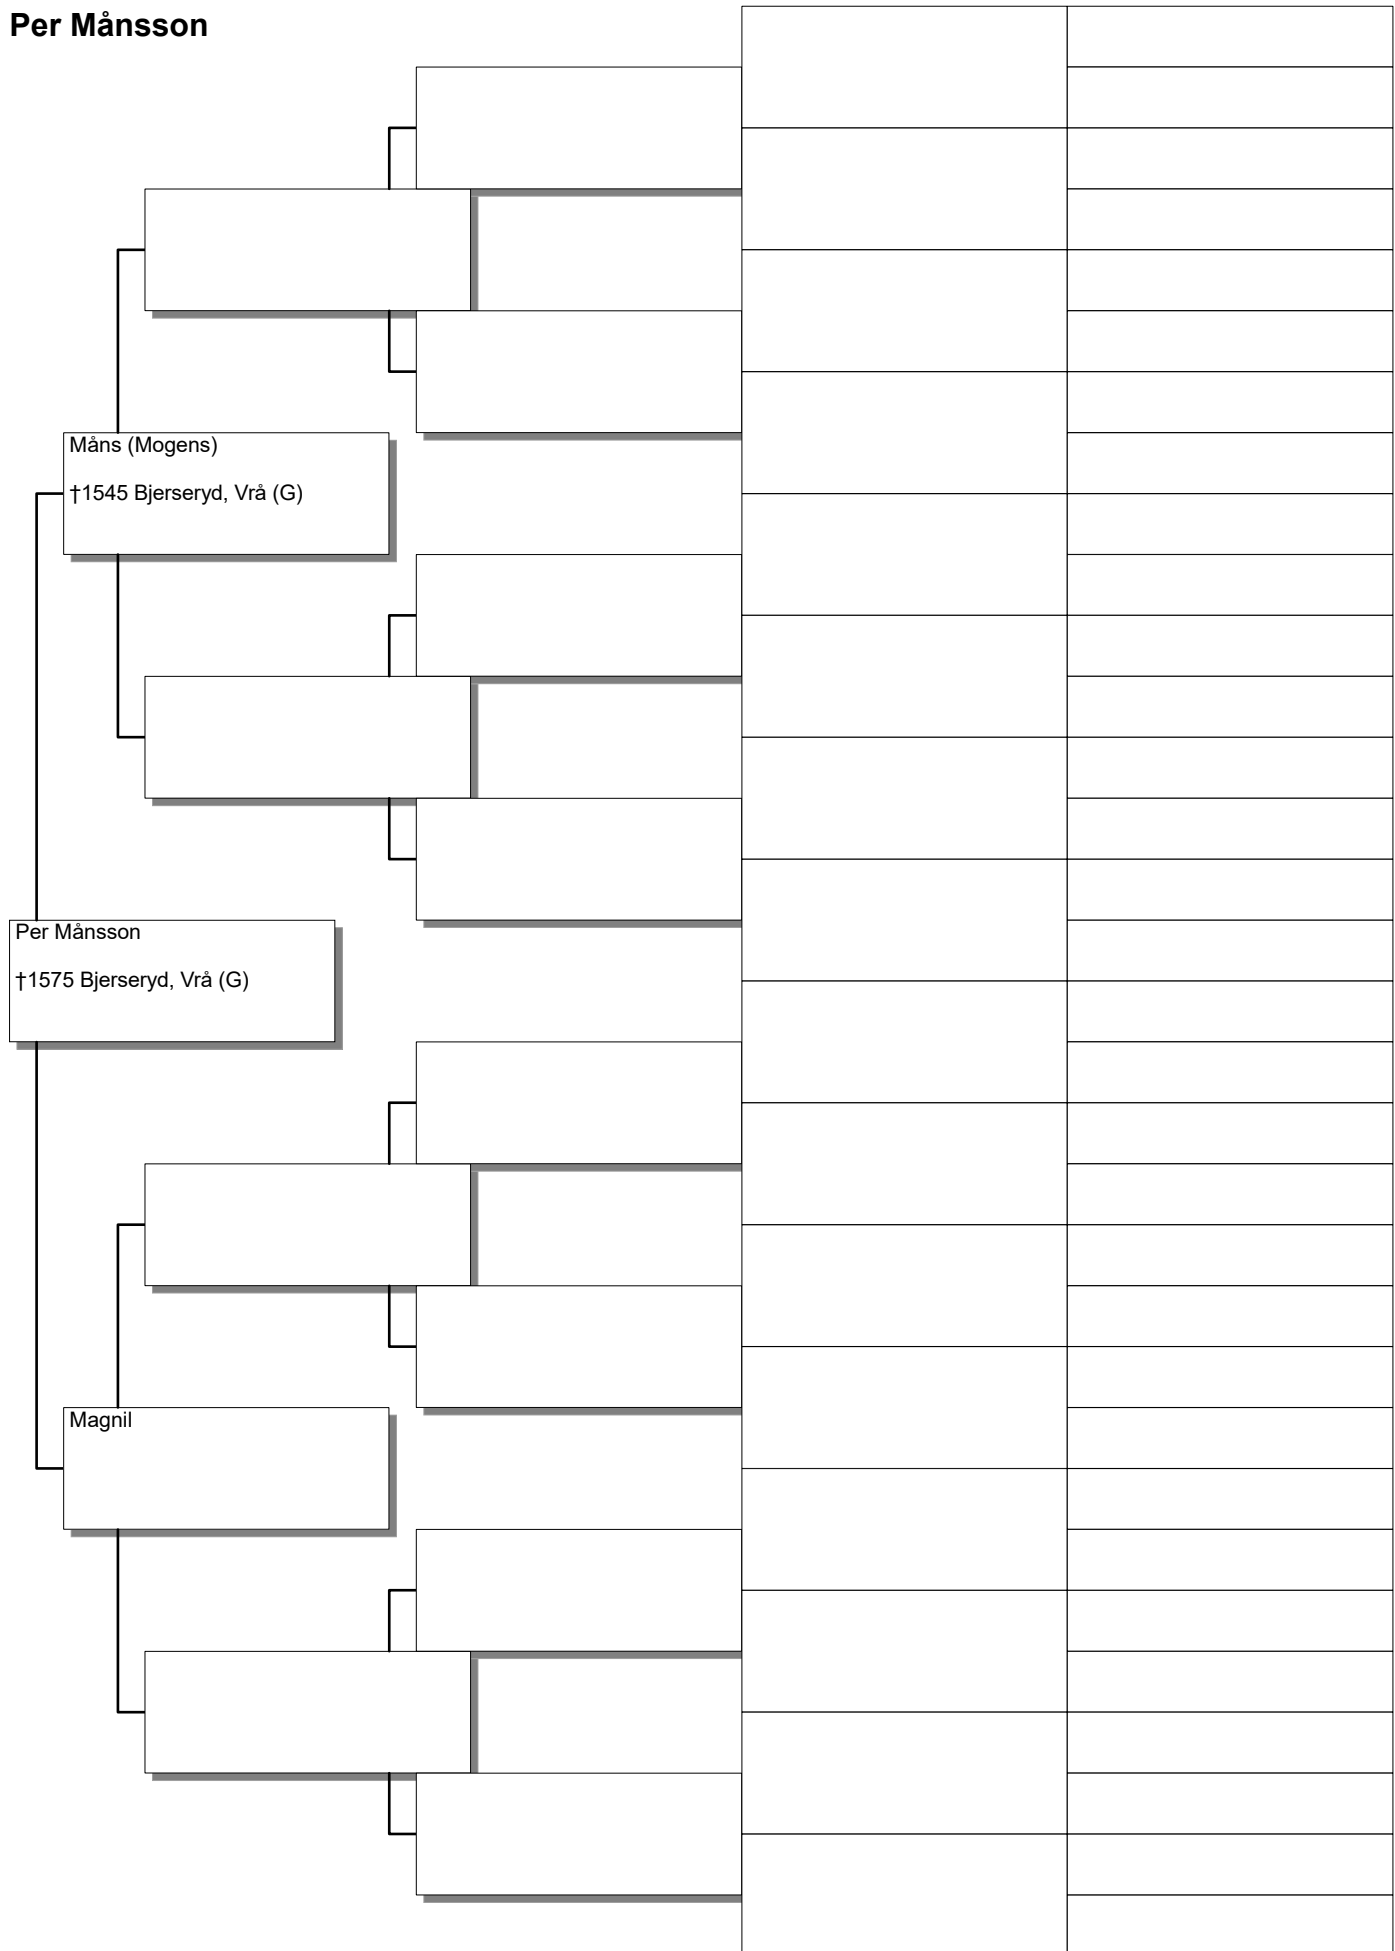 Per Månsson
Måns (Mogens)
†1545 Bjerseryd, Vrå (G)
Per Månsson
†1575 Bjerseryd, Vrå (G)
Magnil